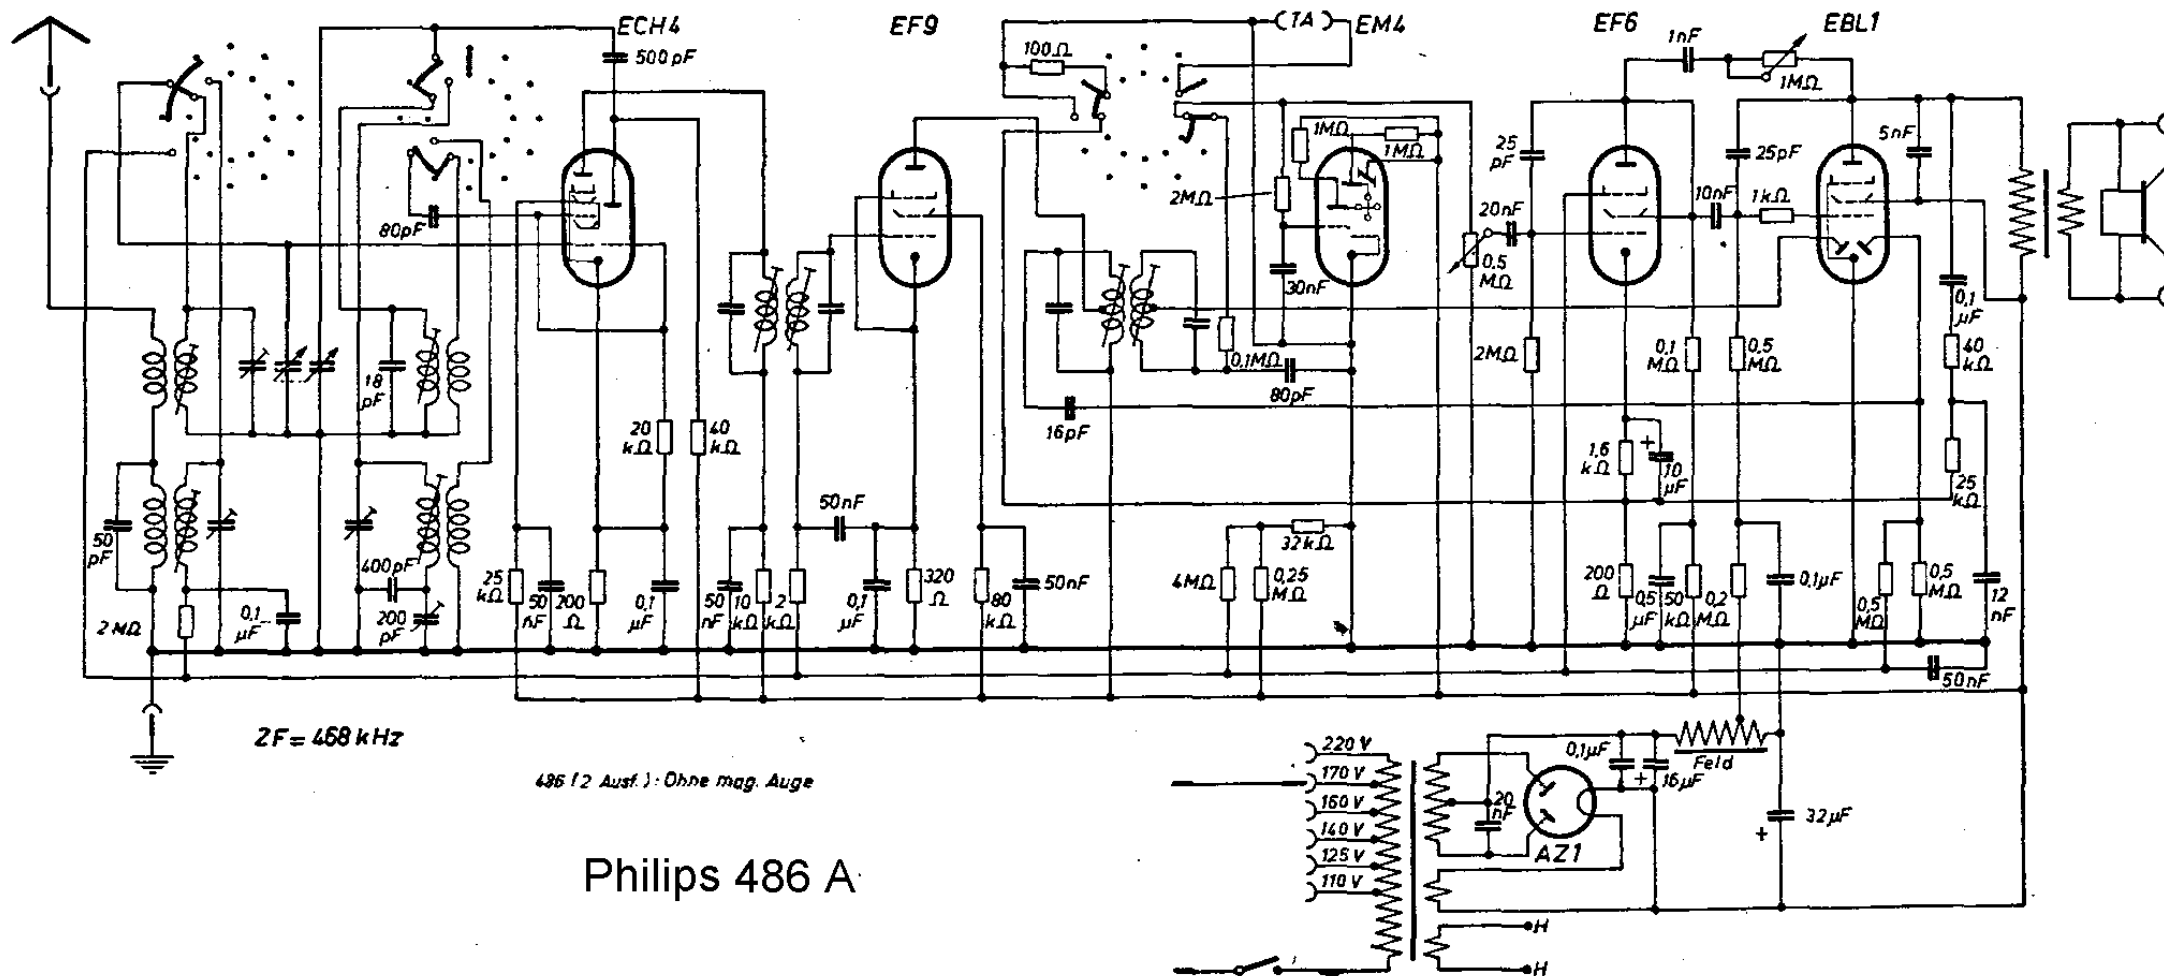 ECH4
EF9
(TA)
EM4
EF6
EBL1
500pF
100Ω
1nF
1MΩ
80pF
2MΩ
1MΩ
1MΩ
25
pF
20nF
0,5
MΩ
30nF
10nF
25pF
1kΩ
5nF
0,1
µF
18
pF
0,1MΩ
80pF
16pF
2MΩ
0,1
MΩ
0,5
MΩ
40
kΩ
20
kΩ
40
kΩ
1,6
kΩ
+
10
µF
25
kΩ
50
pF
400pF
200
pF
2MΩ
0,1
µF
25
kΩ
50
nF
200
Ω
0,1
µF
50
nF
10
kΩ
2
kΩ
50nF
0,1
µF
320
Ω
80
kΩ
50nF
32kΩ
4MΩ
0,25
MΩ
200
Ω
0,5
µF
50
kΩ
0,2
MΩ
0,1µF
0,5
MΩ
0,5
MΩ
12
nF
50nF
ZF = 468 kHz
486 (2 Ausf.): Ohne mag. Auge
Philips 486 A
220 V
170 V
160 V
140 V
125 V
110 V
20
nF
AZ1
0,1µF
+
16µF
Feld
32µF
+
H
H